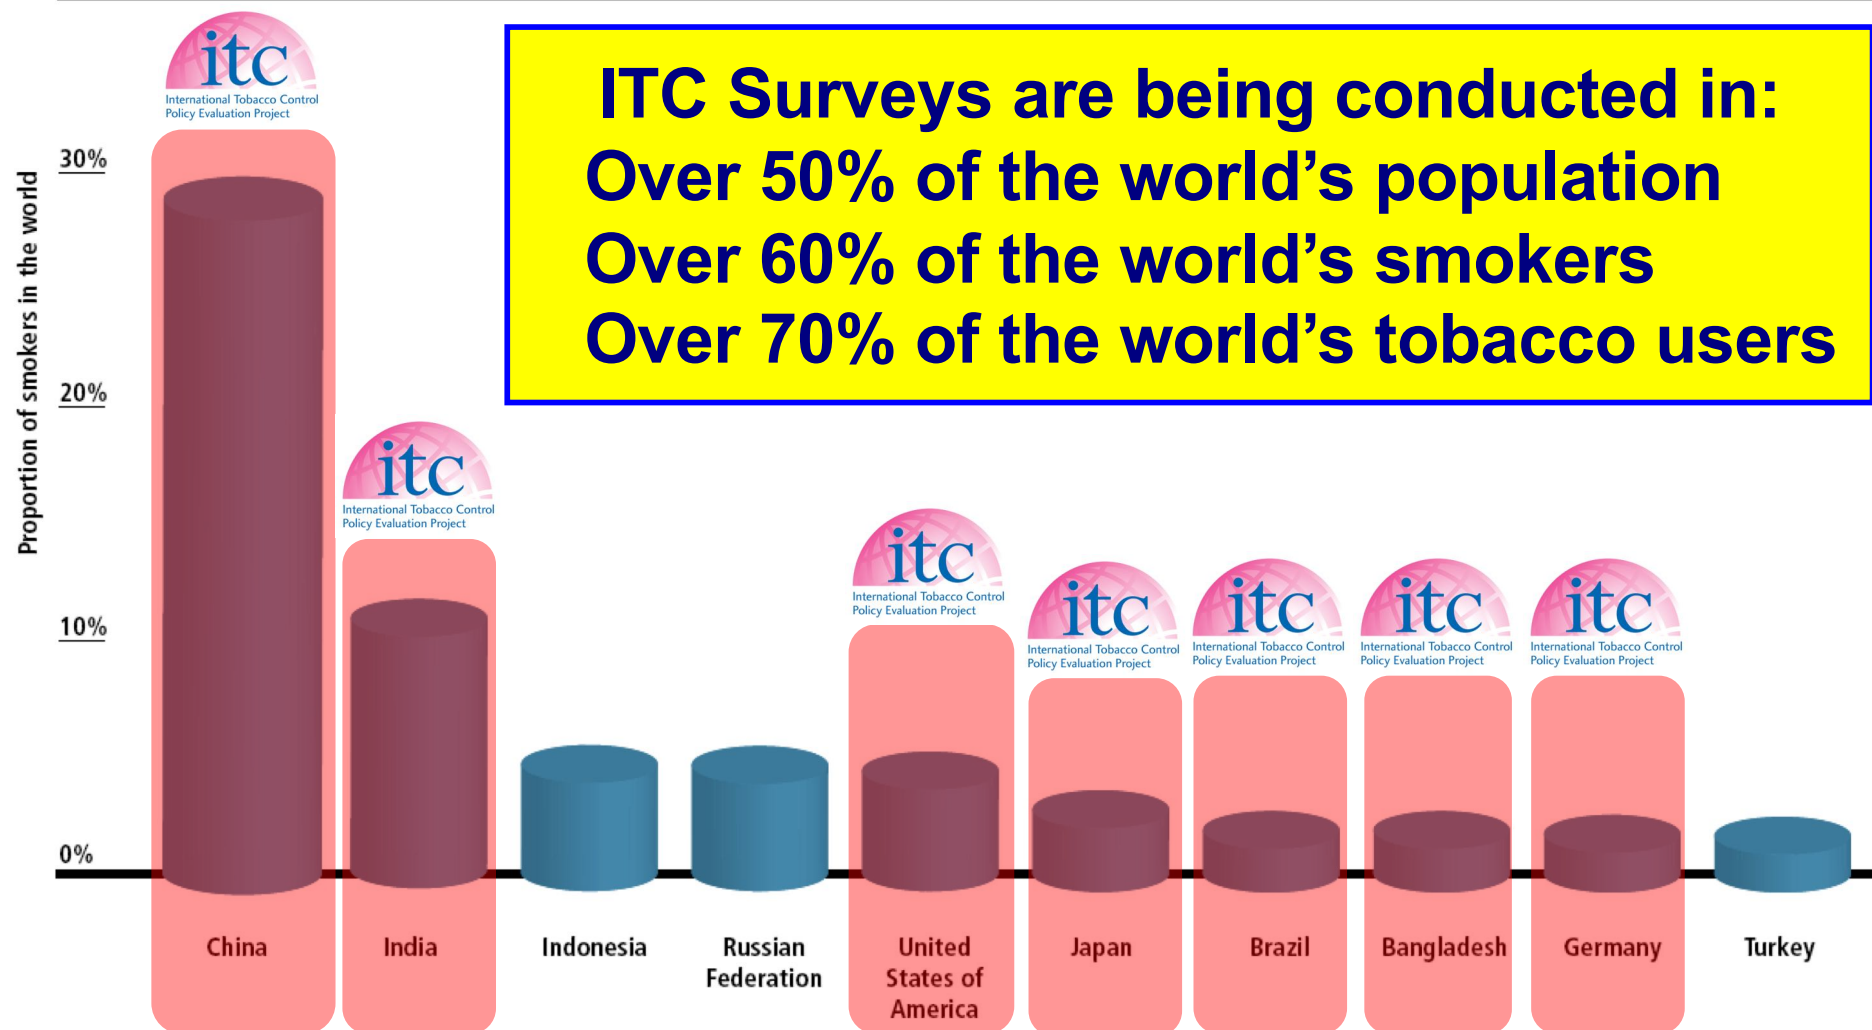 itc
International Tobacco Control
Policy Evaluation Project
ITC Surveys are being conducted in:
Over 50% of the world’s population
Over 60% of the world’s smokers
Over 70% of the world’s tobacco users
Proportion of smokers in the world
30%
20%
10%
0%
itc
International Tobacco Control
Policy Evaluation Project
itc
International Tobacco Control
Policy Evaluation Project
itc
International Tobacco Control
Policy Evaluation Project
itc
International Tobacco Control
Policy Evaluation Project
itc
International Tobacco Control
Policy Evaluation Project
itc
International Tobacco Control
Policy Evaluation Project
China
India
Indonesia
Russian
Federation
United
States of
America
Japan
Brazil
Bangladesh
Germany
Turkey